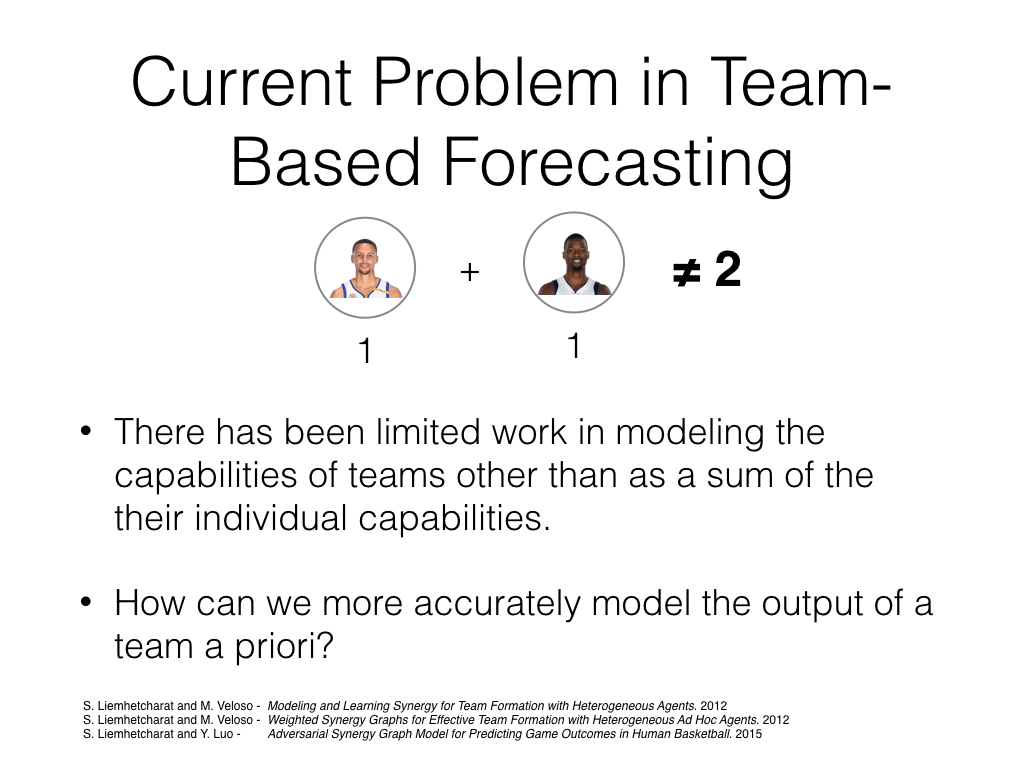 Current Problem in Team-
Based Forecasting
+ ≠ 2
1 1
• There has been limited work in modeling the
capabilities of teams other than as a sum of the
their individual capabilities.
• How can we more accurately model the output of a
team a priori?
S. Liemhetcharat and M. Veloso - Modeling and Learning Synergy for Team Formation with Heterogeneous Agents. 2012
S. Liemhetcharat and M. Veloso - Weighted Synergy Graphs for Effective Team Formation with Heterogeneous Ad Hoc Agents. 2012
S. Liemhetcharat and Y. Luo - Adversarial Synergy Graph Model for Predicting Game Outcomes in Human Basketball. 2015